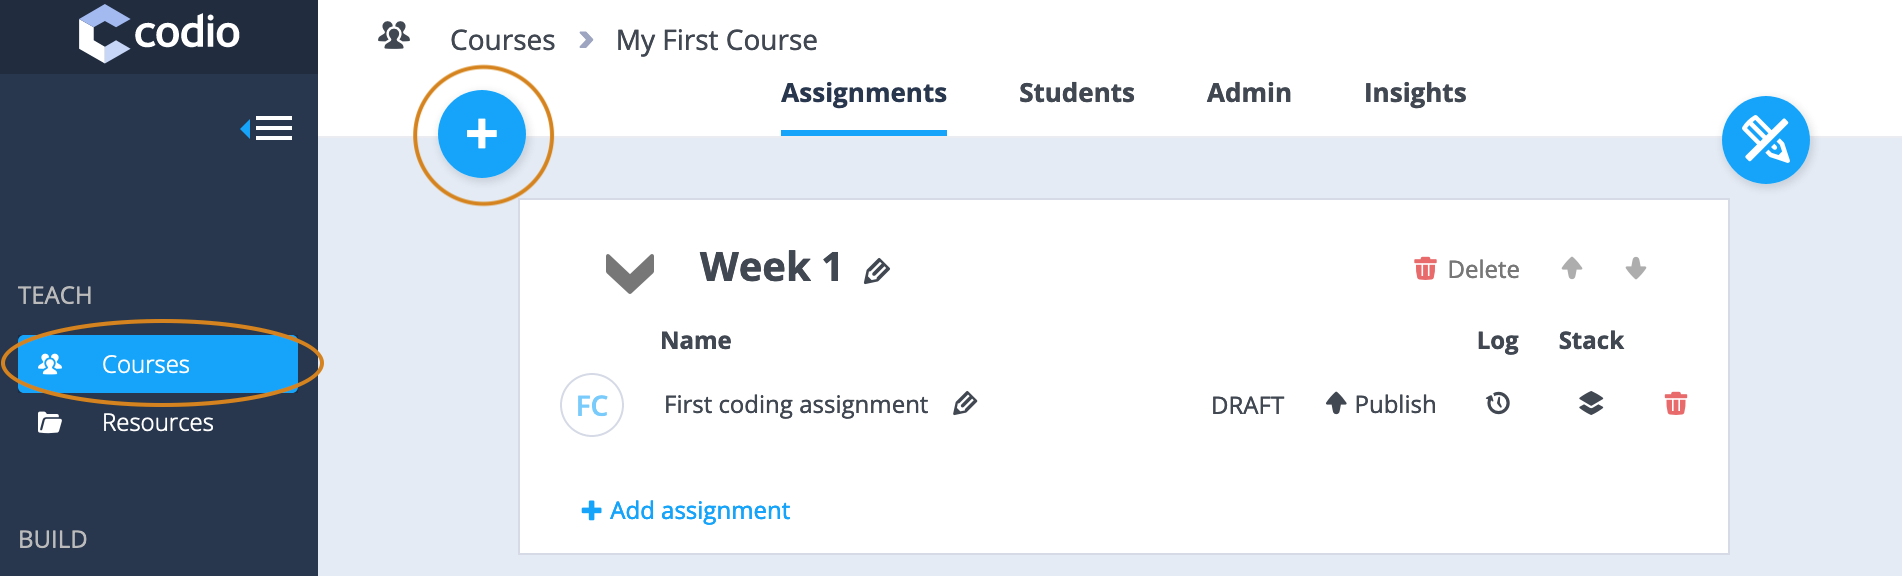 codio
Courses > My First Course
Assignments Students Admin Insights
TEACH
Courses
Resources
BUILD
Week 1 Delete
Name Log Stack
FC First coding assignment DRAFT Publish
Add assignment